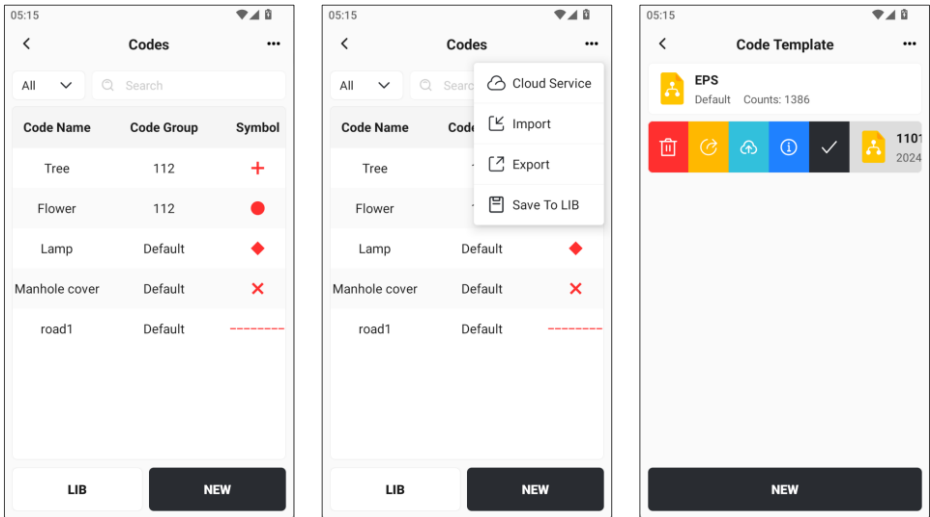 05:15
Codes
All
Search
Code Name Code Group Symbol
Tree 112
Flower 112
Lamp Default
Manhole cover Default
road1 Default
LIB NEW
05:15
Codes
All
Searc
Cloud Service
Import
Export
Save To LIB
Code Name Code
Tree
Flower
Lamp Default
Manhole cover Default
road1 Default
LIB NEW
05:15
Code Template
EPS
Default Counts: 1386
1101
2024
NEW